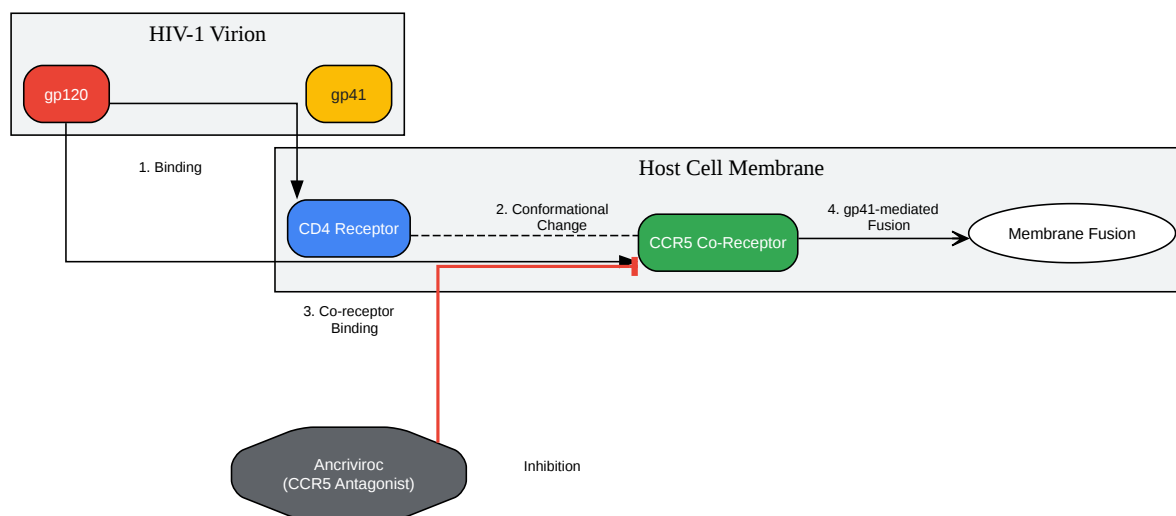 HIV-1 Virion
gp120
gp41
1. Binding
Host Cell Membrane
CD4 Receptor
2. Conformational
Change
CCR5 Co-Receptor
4. gp41-mediated
Fusion
Membrane Fusion
3. Co-receptor
Binding
Ancriviroc
(CCR5 Antagonist)
Inhibition